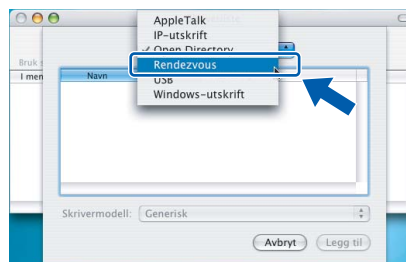 AppleTalk
IP-utskrift
✓ Open Directory
Bruk s
Rendezvous
I men
Navn
USB
Windows-utskrift
Skrivermodell: Generisk
Avbryt
Legg til